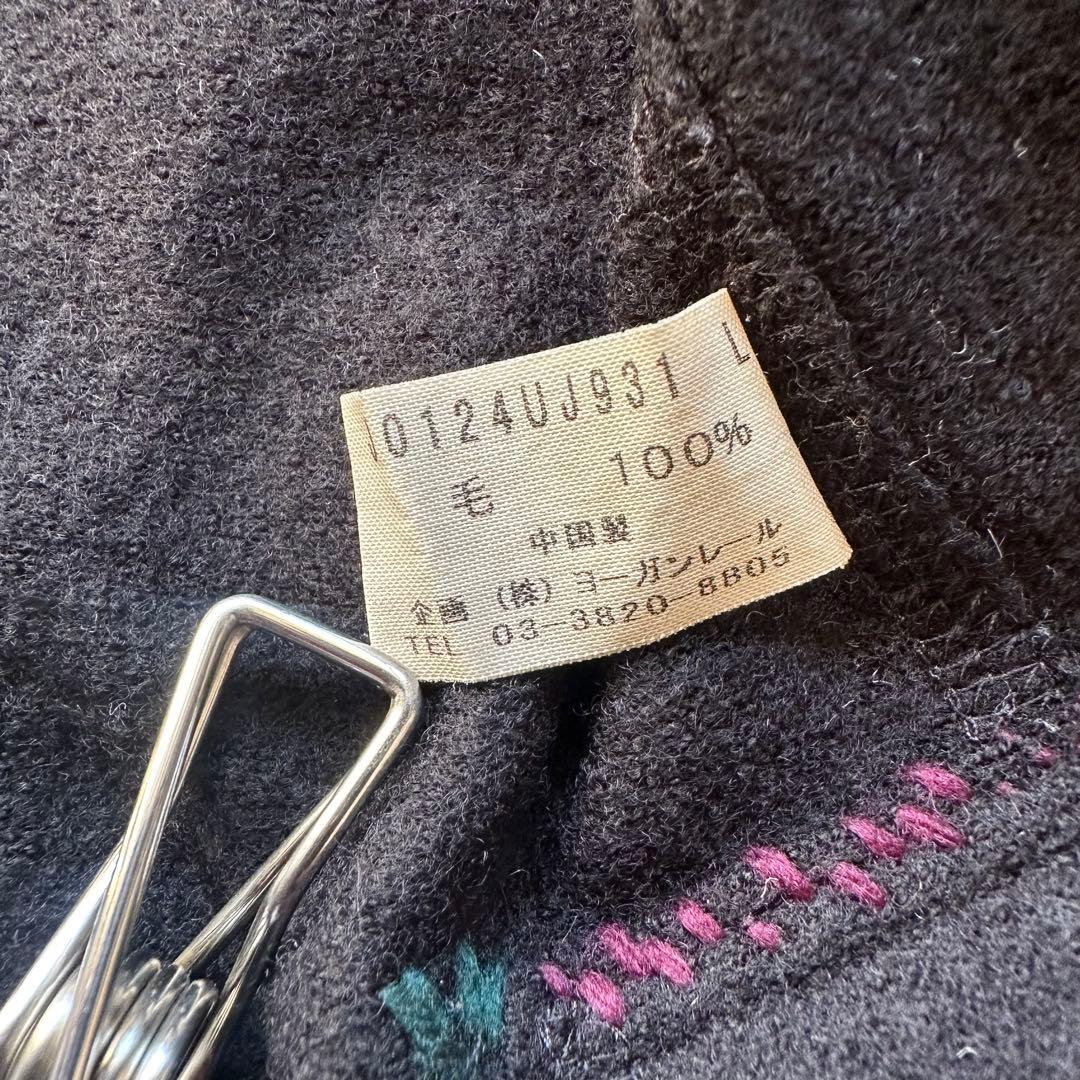 10124UJ931 L
毛 100%
中国製
企画 (株)ヨーガンレール
TEL 03-3820-8805